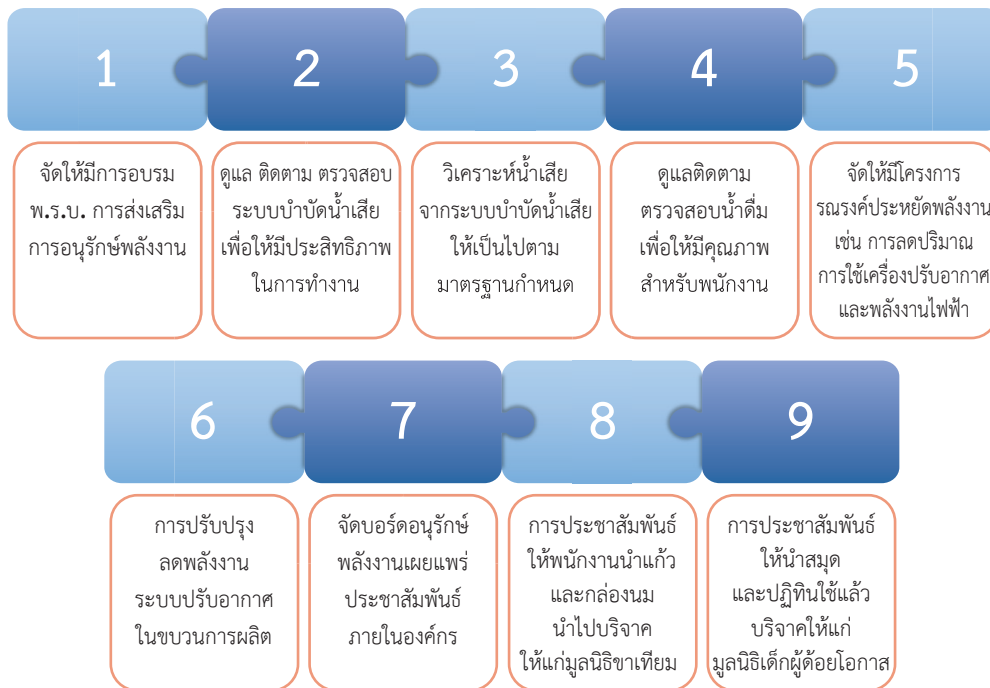 1
2
3
4
5
จัดให้มีการอบรม
พ.ร.บ. การส่งเสริม
การอนุรักษ์พลังงาน
ดูแล ติดตาม ตรวจสอบ
ระบบบำบัดน้ำเสีย
เพื่อให้มีประสิทธิภาพ
ในการทำงาน
วิเคราะห์น้ำเสีย
จากระบบบำบัดน้ำเสีย
ให้เป็นไปตาม
มาตรฐานกำหนด
ดูแลติดตาม
ตรวจสอบน้ำดื่ม
เพื่อให้มีคุณภาพ
สำหรับพนักงาน
จัดให้มีโครงการ
รณรงค์ประหยัดพลังงาน
เช่น การลดปริมาณ
การใช้เครื่องปรับอากาศ
และพลังงานไฟฟ้า
6
7
8
9
การปรับปรุง
ลดพลังงาน
ระบบปรับอากาศ
ในขบวนการผลิต
จัดบอร์ดอนุรักษ์
พลังงานเผยแพร่
ประชาสัมพันธ์
ภายในองค์กร
การประชาสัมพันธ์
ให้พนักงานนำแก้ว
และกล่องนม
นำไปบริจาค
ให้แก่มูลนิธิขาเทียม
การประชาสัมพันธ์
ให้นำสมุด
และปฏิทินใช้แล้ว
บริจาคให้แก่
มูลนิธิเด็กผู้ด้อยโอกาส